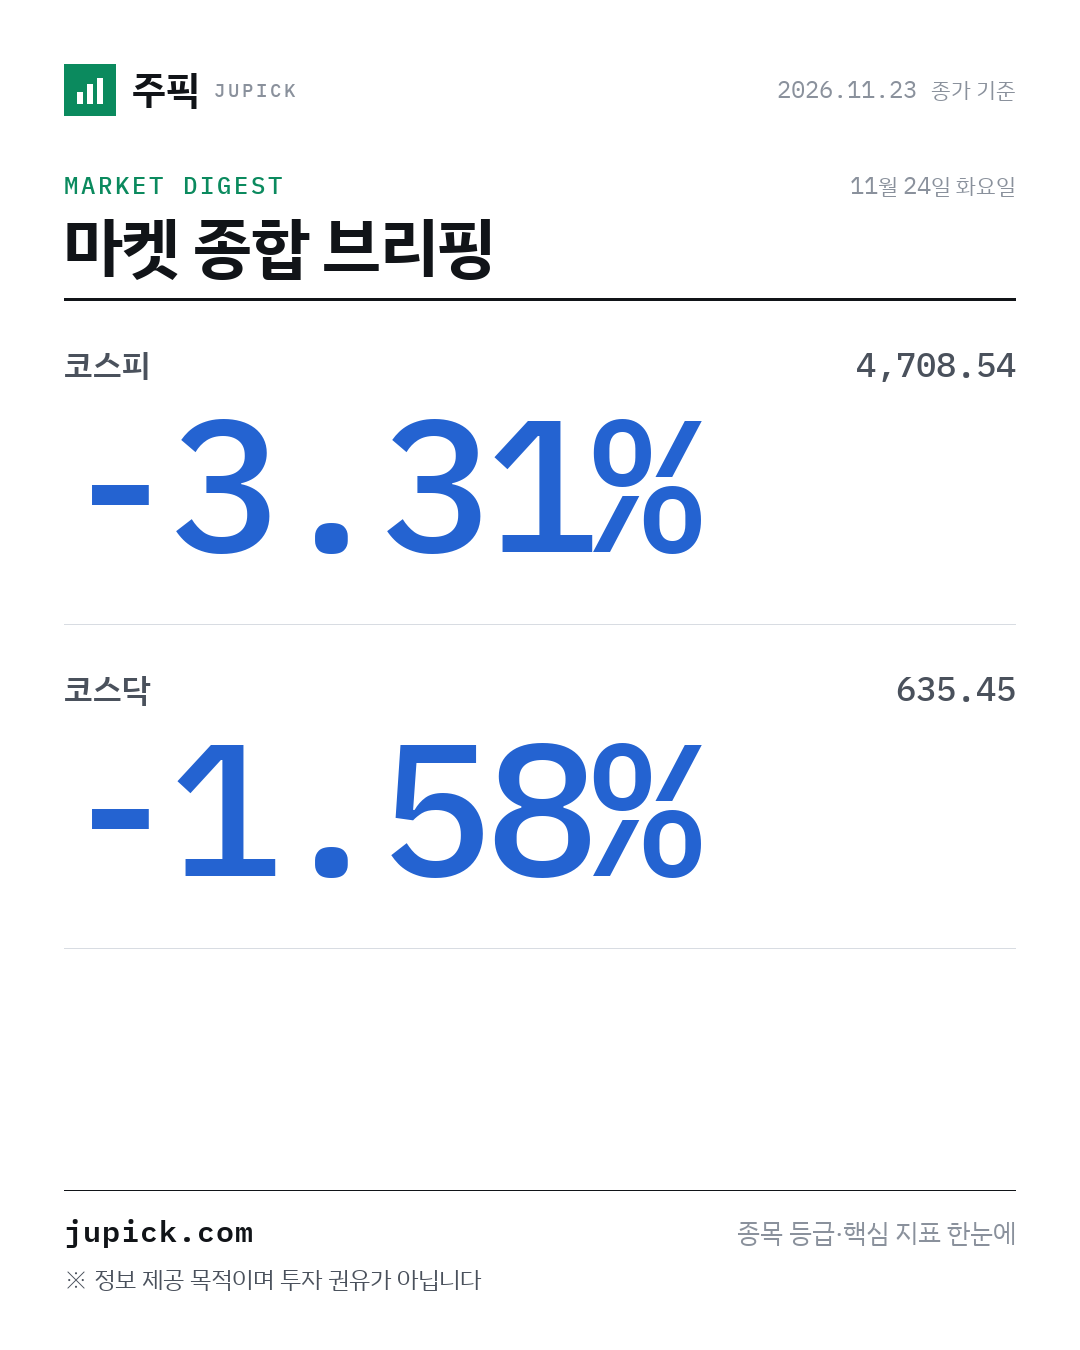 주픽 JUPICK
2026.11.23 종가 기준
MARKET DIGEST
11월 24일 화요일
마켓 종합 브리핑
코스피
4,708.54
-3.31%
코스닥
635.45
-1.58%
jupick.com
종목 등급·핵심 지표 한눈에
※ 정보 제공 목적이며 투자 권유가 아닙니다